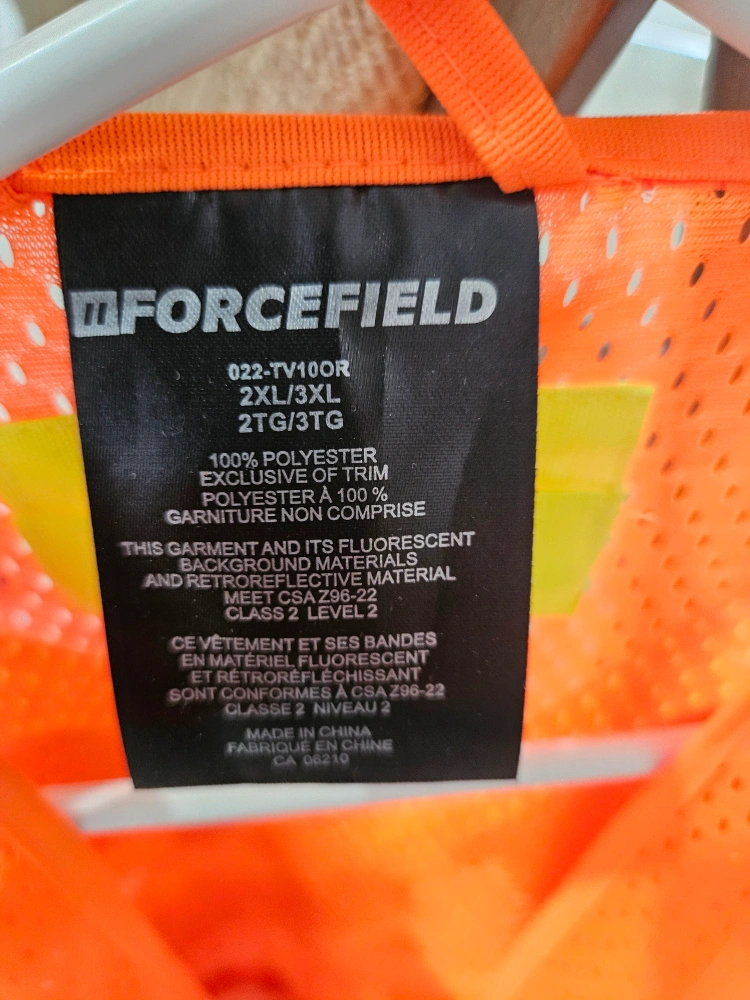 FORCEFIELD
022-TV10OR
2XL/3XL
2TG/3TG
100% POLYESTER
EXCLUSIVE OF TRIM
POLYESTER À 100 %
GARNITURE NON COMPRISE
THIS GARMENT AND ITS FLUORESCENT
BACKGROUND MATERIALS
AND RETROREFLECTIVE MATERIAL
MEET CSA Z96-22
CLASS 2 LEVEL 2
CE VÊTEMENT ET SES BANDES
EN MATÉRIEL FLUORESCENT
ET RÉTRORÉFLÉCHISSANT
SONT CONFORMES À CSA Z96-22
CLASSE 2 NIVEAU 2
MADE IN CHINA
FABRIQUÉ EN CHINE
CA 06210